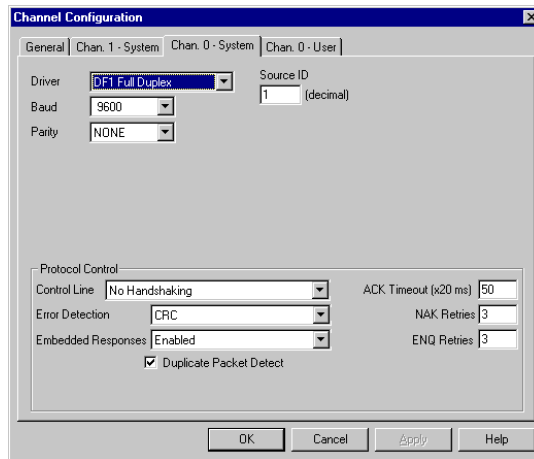 Channel Configuration
General Chan. 1 - System Chan. 0 - System Chan. 0 - User
Driver DF1 Full Duplex Source ID
1 (decimal)
Baud 9600
Parity NONE
Protocol Control
Control Line No Handshaking ACK Timeout (x20 ms) 50
Error Detection CRC NAK Retries 3
Embedded Responses Enabled ENQ Retries 3
Duplicate Packet Detect
OK Cancel Apply Help